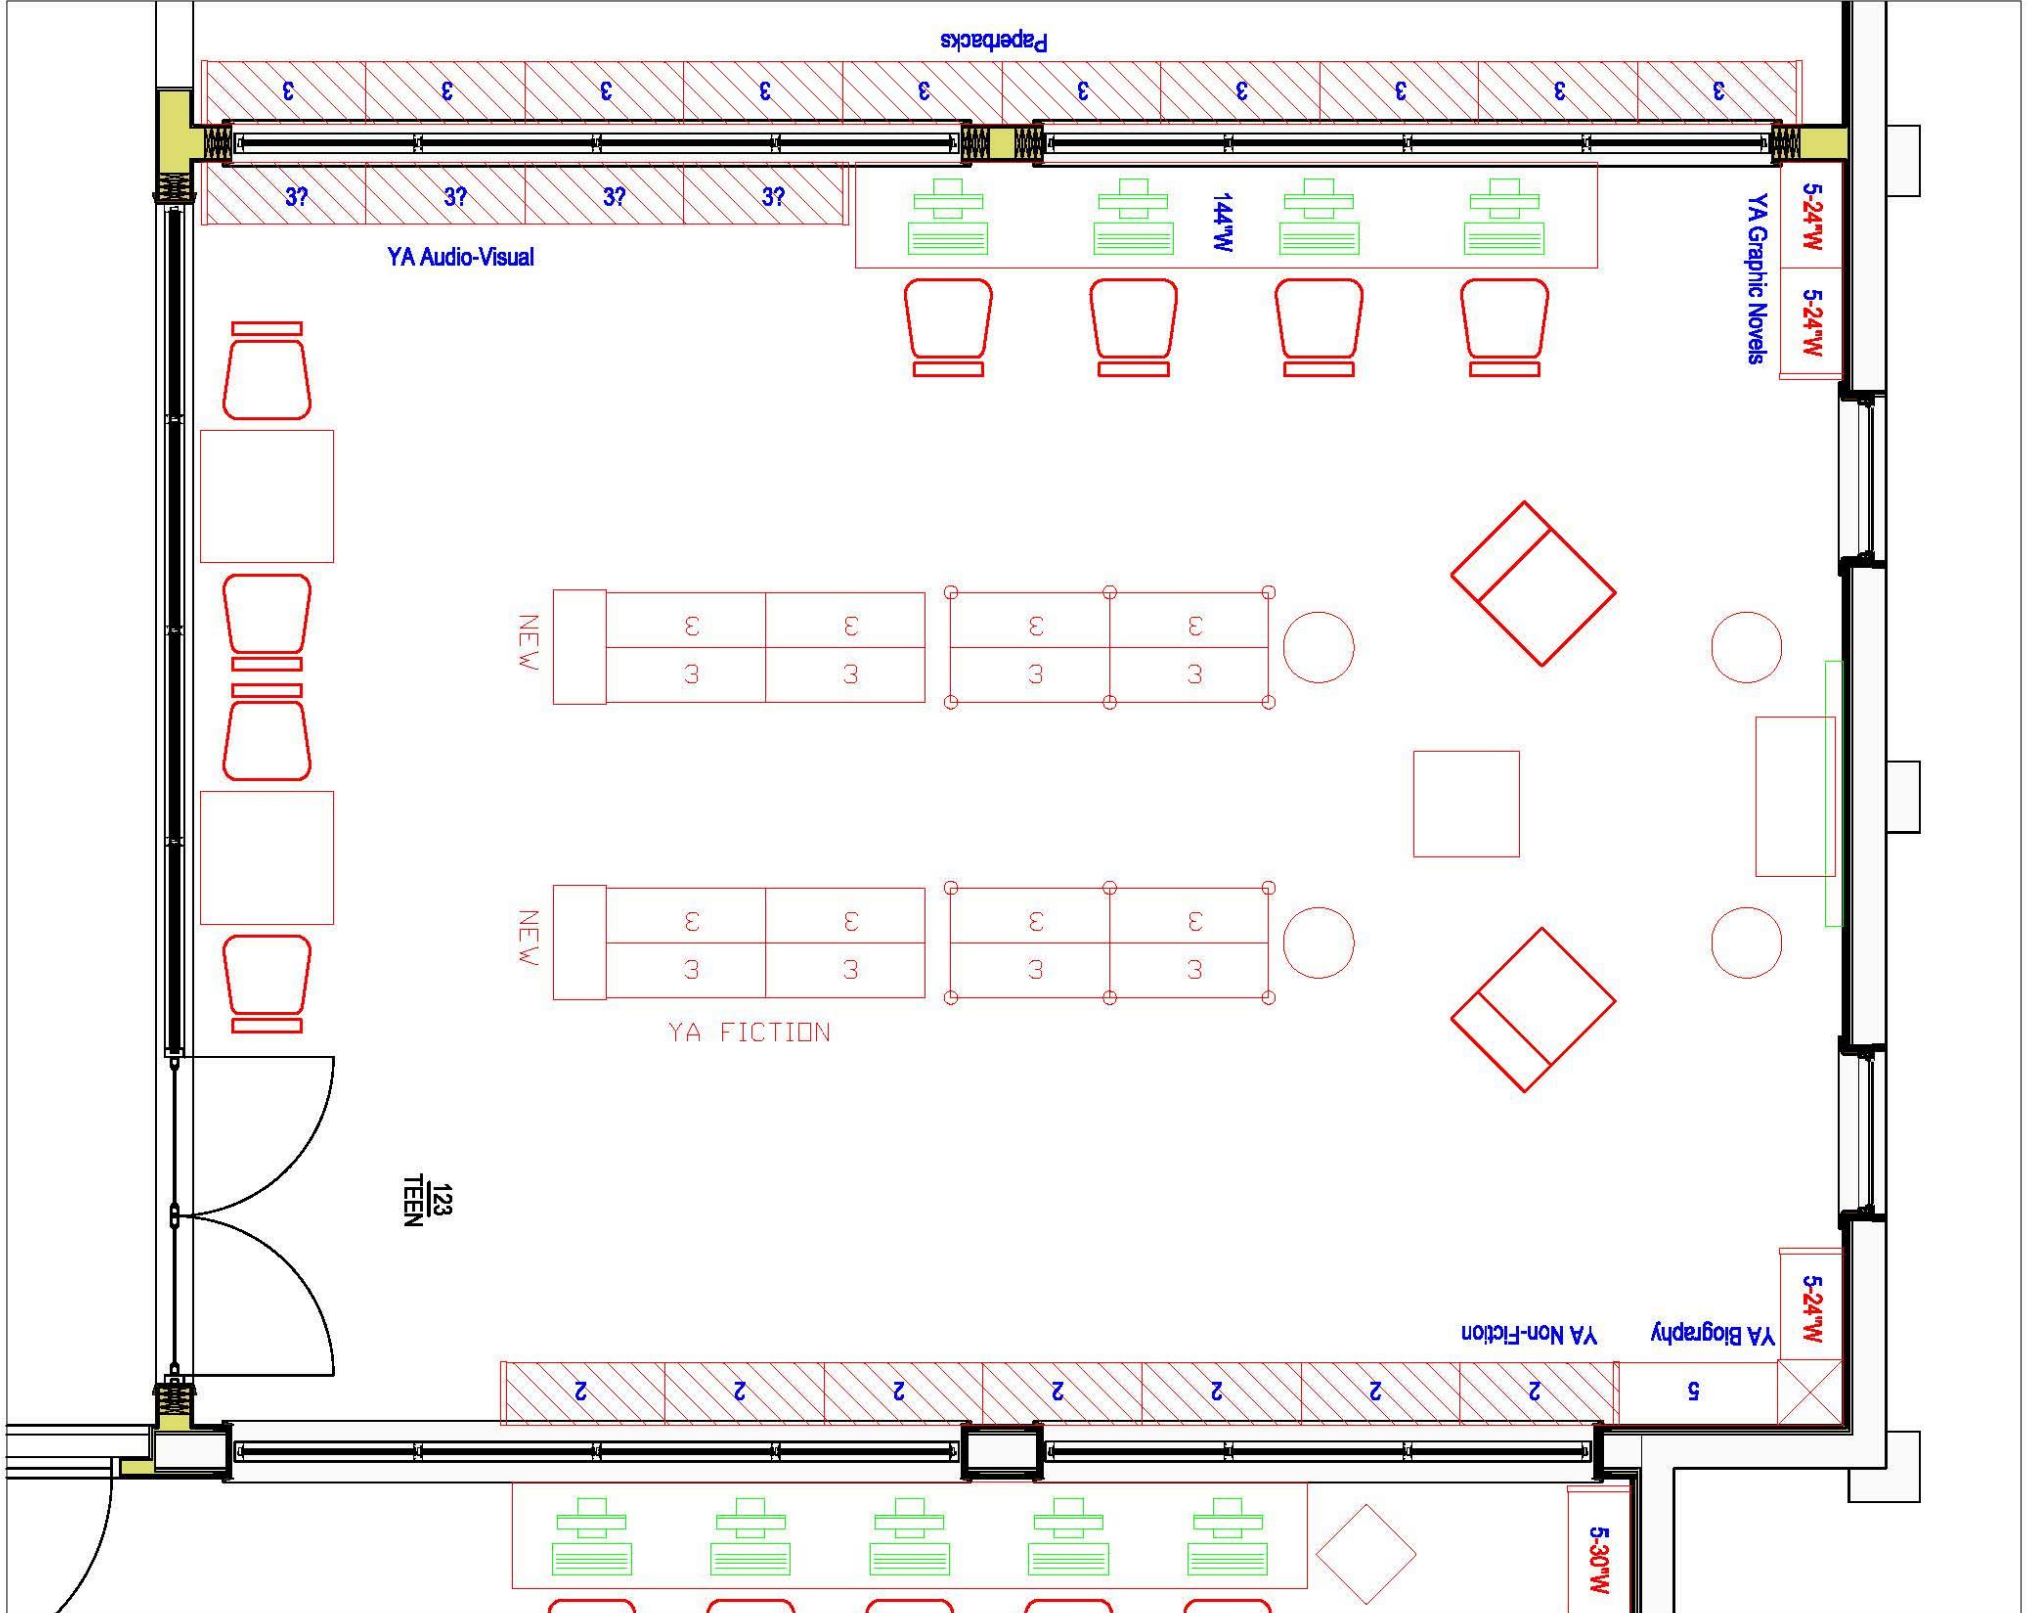 Paperbacks
3 3 3 3 3 3 3 3 3 3
3? 3? 3? 3?
YA Audio-Visual
144"W
YA Graphic Novels
5-24"W
5-24"W
NEW
3 3 3 3
3 3 3 3
NEW
3 3 3 3
3 3 3 3
YA FICTION
123
TEEN
YA Non-Fiction
YA Biography
5-24"W
2 2 2 2 2 2 2 5
5-30"W